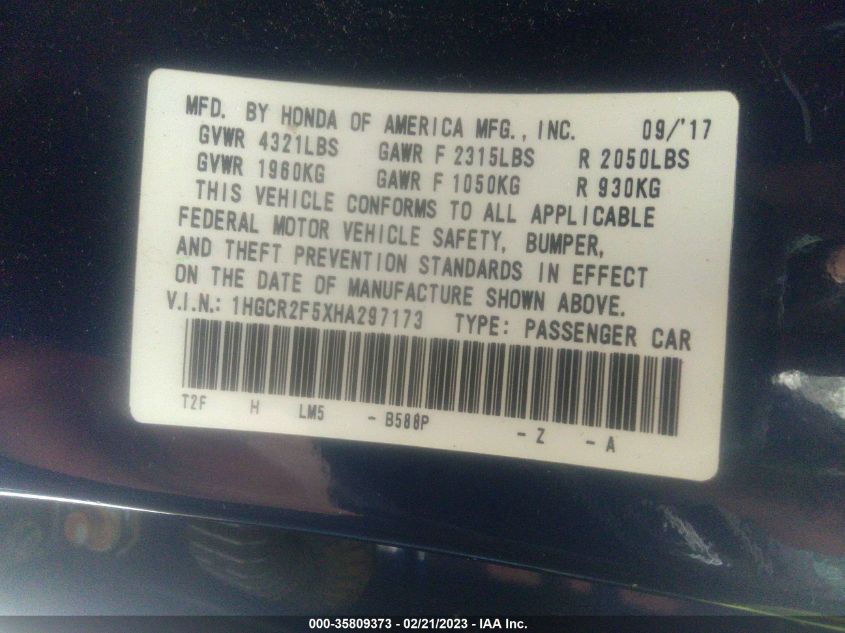 MFD. BY HONDA OF AMERICA MFG., INC. 09/'17
GVWR 4321LBS GAWR F 2315LBS R 2050LBS
GVWR 1960KG GAWR F 1050KG R 930KG
THIS VEHICLE CONFORMS TO ALL APPLICABLE
FEDERAL MOTOR VEHICLE SAFETY, BUMPER,
AND THEFT PREVENTION STANDARDS IN EFFECT
ON THE DATE OF MANUFACTURE SHOWN ABOVE.
V.I.N.: 1HGCR2F5XHA297173 TYPE: PASSENGER CAR
T2F H LM5 - B588P - Z - A
000-35809373 - 02/21/2023 - IAA Inc.